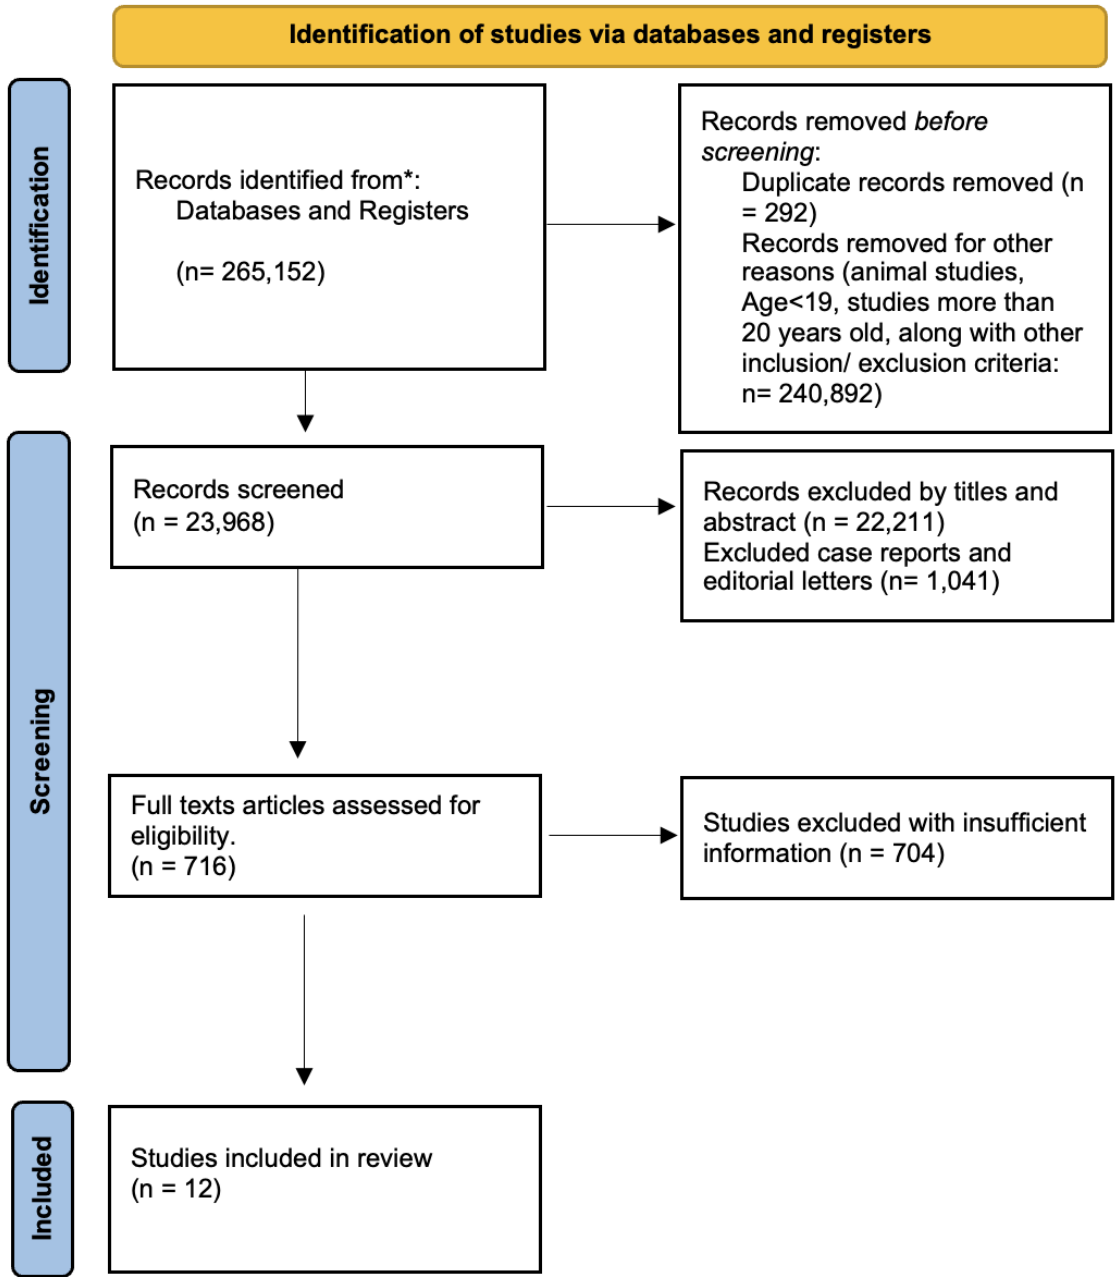 Identification of studies via databases and registers
Identification
Records identified from*:
Databases and Registers
(n= 265,152)
Records removed before
screening:
Duplicate records removed (n
= 292)
Records removed for other
reasons (animal studies,
Age<19, studies more than
20 years old, along with other
inclusion/ exclusion criteria:
n= 240,892)
Screening
Records screened
(n = 23,968)
Records excluded by titles and
abstract (n = 22,211)
Excluded case reports and
editorial letters (n= 1,041)
Full texts articles assessed for
eligibility.
(n = 716)
Studies excluded with insufficient
information (n = 704)
Included
Studies included in review
(n = 12)